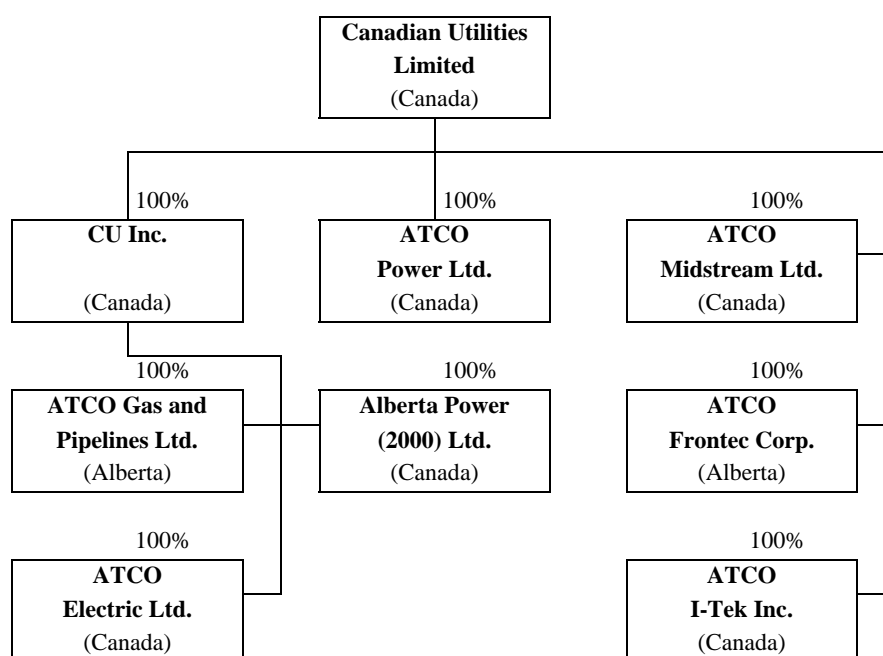 Canadian Utilities
Limited
(Canada)
100%
CU Inc.
(Canada)
100%
ATCO
Power Ltd.
(Canada)
100%
ATCO
Midstream Ltd.
(Canada)
100%
ATCO Gas and
Pipelines Ltd.
(Alberta)
100%
Alberta Power
(2000) Ltd.
(Canada)
100%
ATCO
Frontec Corp.
(Alberta)
100%
ATCO
Electric Ltd.
(Canada)
100%
ATCO
I-Tek Inc.
(Canada)